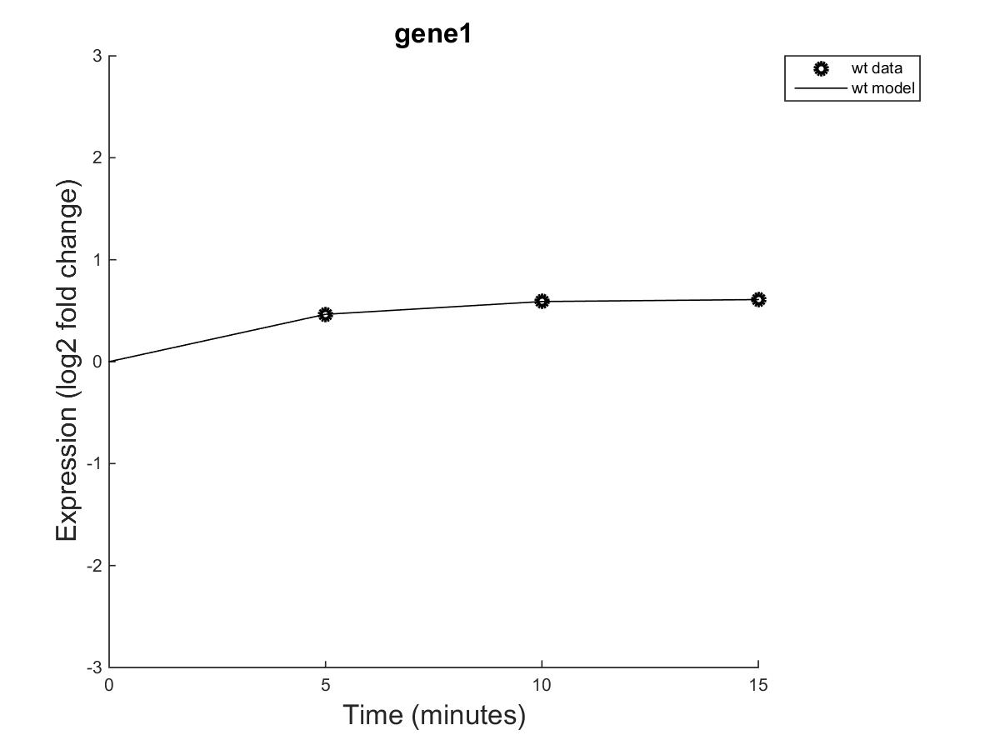 gene1
wt data
wt model
Expression (log2 fold change)
3
2
1
0
-1
-2
-3
0 5 10 15
Time (minutes)